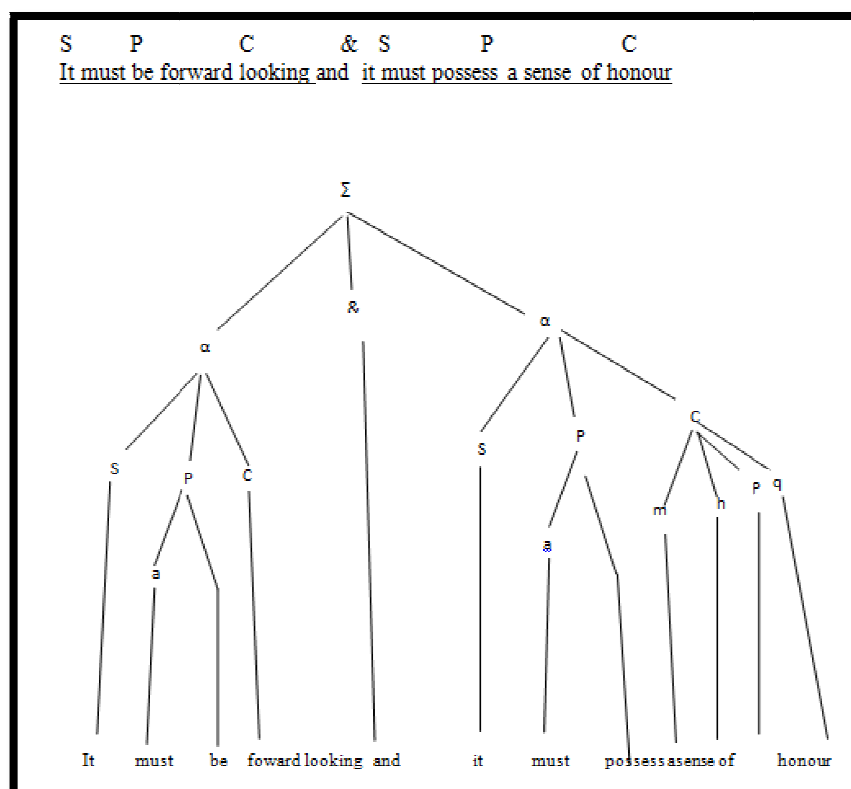 S P C & S P C
It must be forward looking and it must possess a sense of honour
Σ
&
α
α
C
S
P
S
P
C
m
h
p
q
a
a
It must be foward looking and it must possess asense of honour